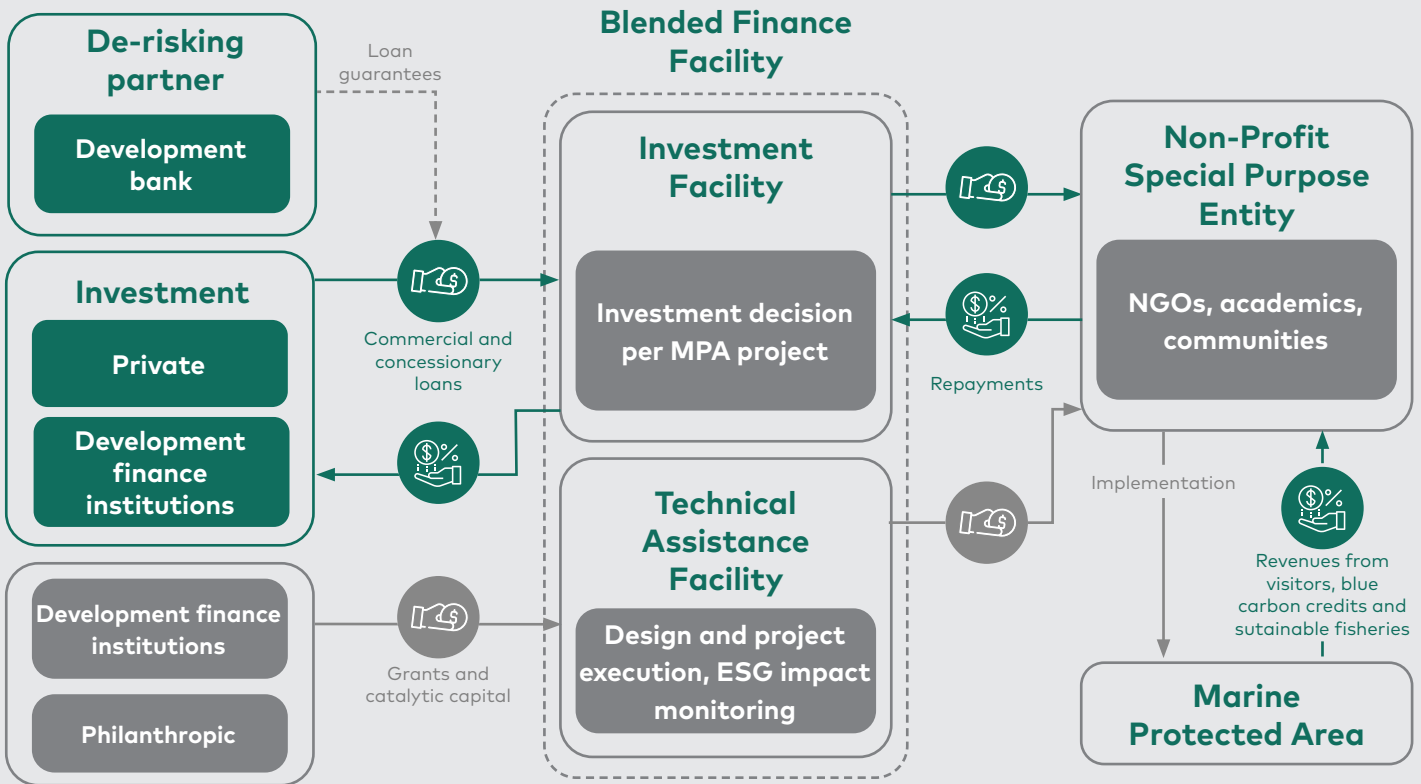 De-risking
partner
Development
bank
Loan
guarantees
Investment
Private
Development
finance
institutions
Commercial and
concessionary
loans
Development finance
institutions
Philanthropic
Grants and
catalytic capital
Blended Finance
Facility
Investment
Facility
Investment decision
per MPA project
Technical
Assistance
Facility
Design and project
execution, ESG impact
monitoring
Repayments
Non-Profit
Special Purpose
Entity
NGOs, academics,
communities
Implementation
Revenues from
visitors, blue
carbon credits and
sutainable fisheries
Marine
Protected Area